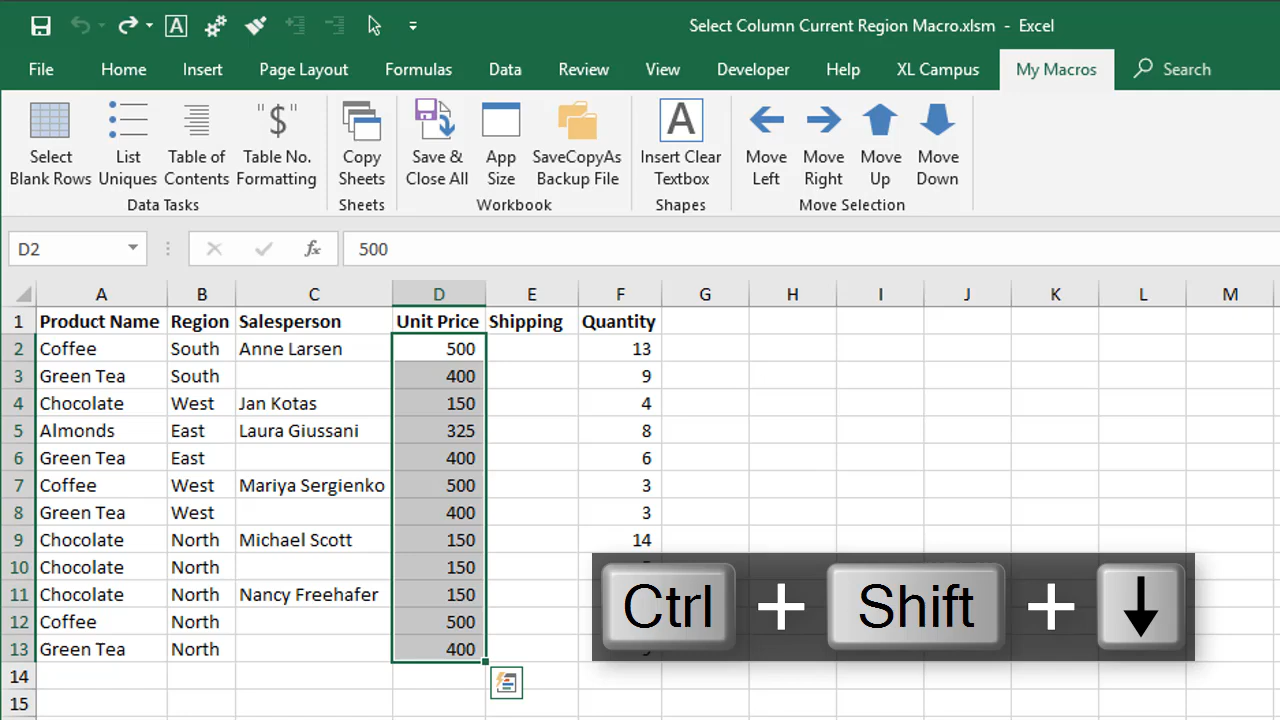 Select Column Current Region Macro.xlsm - Excel
File Home Insert Page Layout Formulas Data Review View Developer Help XL Campus My Macros Search
Select Blank Rows
List Uniques
Table of Contents
"$" Table No. Formatting
Data Tasks
Copy Sheets
Sheets
Save & Close All
App Size
SaveCopyAs Backup File
Workbook
A Insert Clear Textbox
Shapes
Move Left
Move Right
Move Up
Move Down
Move Selection
D2 fx 500
A B C D E F G H I J K L M
1 Product Name Region Salesperson Unit Price Shipping Quantity
2 Coffee South Anne Larsen 500 13
3 Green Tea South 400 9
4 Chocolate West Jan Kotas 150 4
5 Almonds East Laura Giussani 325 8
6 Green Tea East 400 6
7 Coffee West Mariya Sergienko 500 3
8 Green Tea West 400 3
9 Chocolate North Michael Scott 150 14
10 Chocolate North 150
11 Chocolate North Nancy Freehafer 150
12 Coffee North 500
13 Green Tea North 400
14
15
Ctrl + Shift + ↓